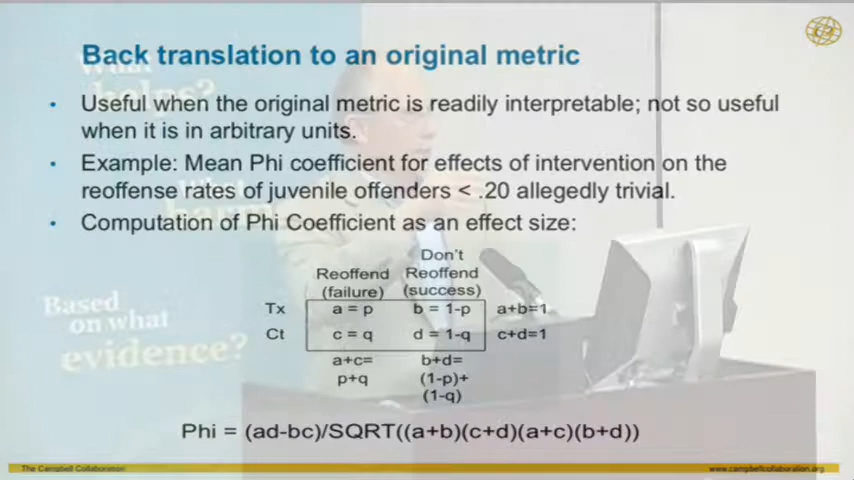 Back translation to an original metric
What
helps?
• Useful when the original metric is readily interpretable; not so useful
when it is in arbitrary units.
• Example: Mean Phi coefficient for effects of intervention on the
reoffense rates of juvenile offenders < .20 allegedly trivial.
What
harms?
• Computation of Phi Coefficient as an effect size:
Reoffend
(failure)
Don't
Reoffend
(success)
Tx a = p b = 1-p a+b=1
Ct c = q d = 1-q c+d=1
a+c=
p+q
b+d=
(1-p)+
(1-q)
Based
on what
evidence?
Phi = (ad-bc)/SQRT((a+b)(c+d)(a+c)(b+d))
The Campbell Collaboration
www.campbellcollaboration.org